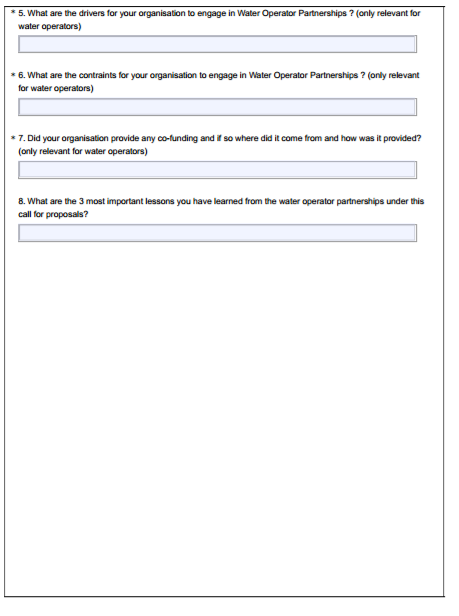 * 5. What are the drivers for your organisation to engage in Water Operator Partnerships ? (only relevant for
water operators)
* 6. What are the contraints for your organisation to engage in Water Operator Partnerships ? (only relevant
for water operators)
* 7. Did your organisation provide any co-funding and if so where did it come from and how was it provided?
(only relevant for water operators)
8. What are the 3 most important lessons you have learned from the water operator partnerships under this
call for proposals?